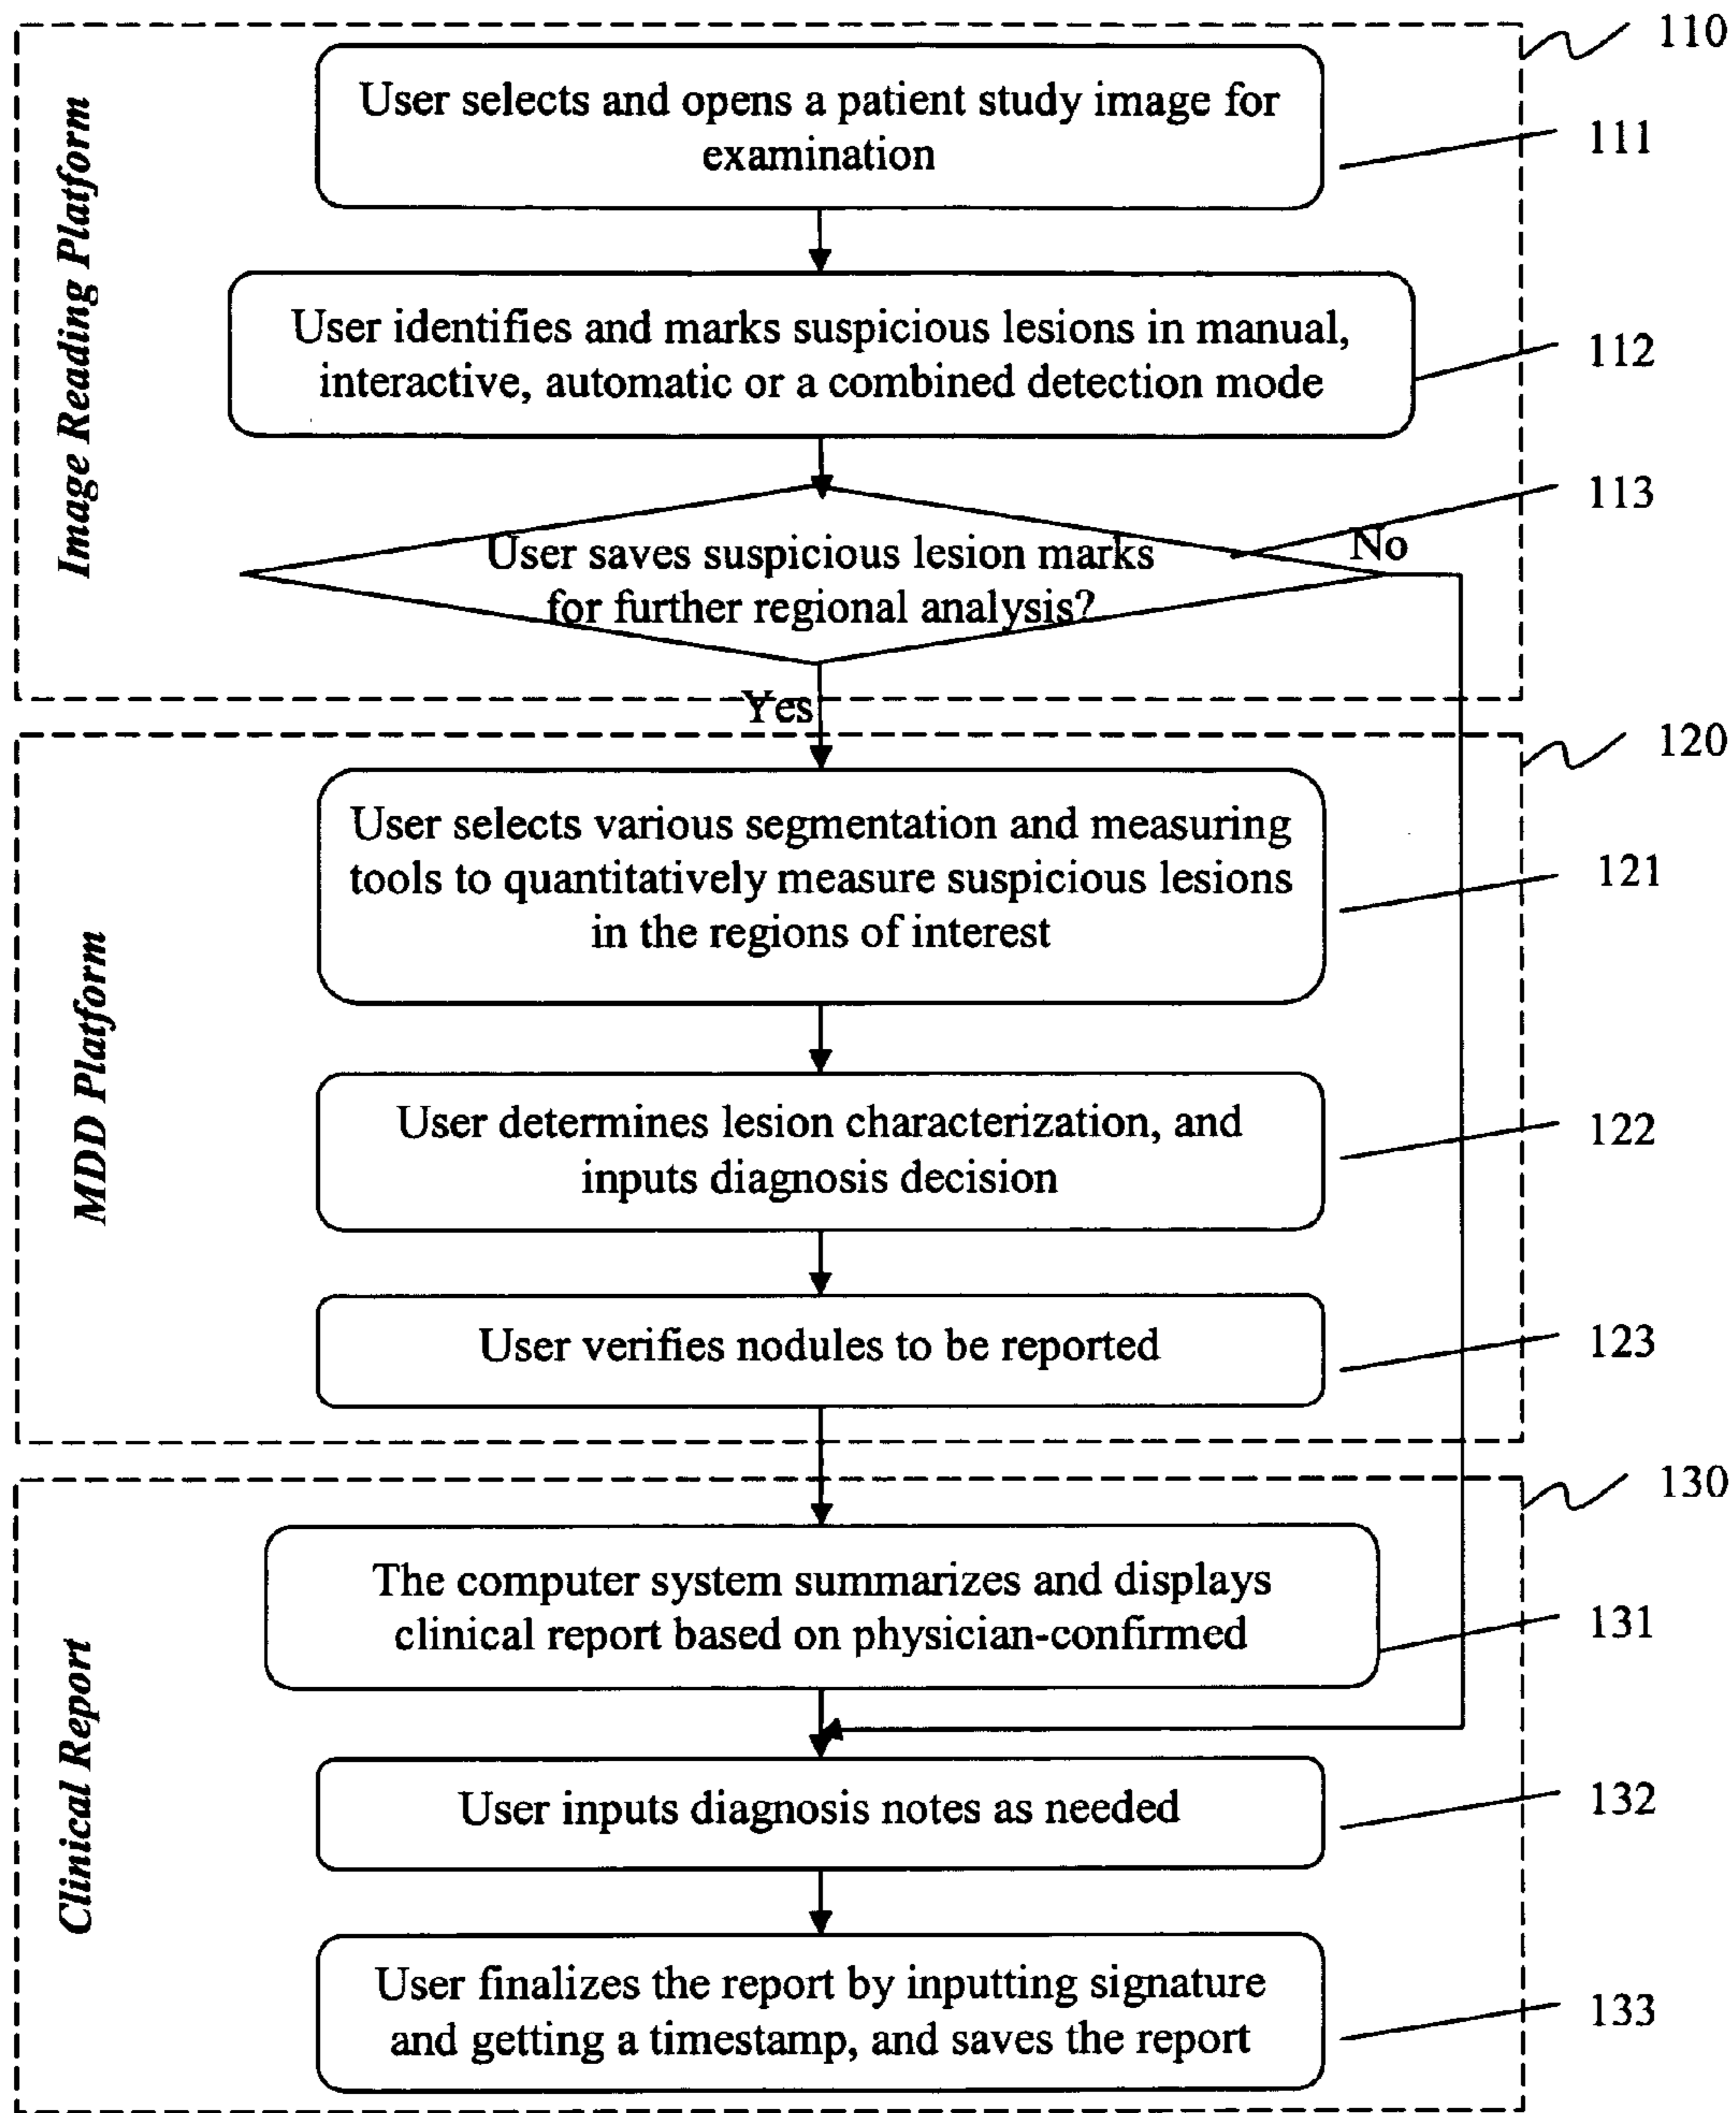 110
Image Reading Platform
User selects and opens a patient study image for
examination
111
User identifies and marks suspicious lesions in manual,
interactive, automatic or a combined detection mode
112
113
User saves suspicious lesion marks
for further regional analysis?
No
Yes
120
MDD Platform
User selects various segmentation and measuring
tools to quantitatively measure suspicious lesions
in the regions of interest
121
User determines lesion characterization, and
inputs diagnosis decision
122
User verifies nodules to be reported
123
130
Clinical Report
The computer system summarizes and displays
clinical report based on physician-confirmed
131
User inputs diagnosis notes as needed
132
User finalizes the report by inputting signature
and getting a timestamp, and saves the report
133